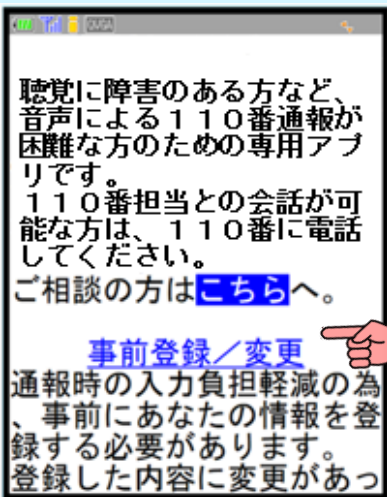 聴覚に障害のある方など、
音声による１１０番通報が
困難な方のための専用アプ
リです。
１１０番担当との会話が可
能な方は、１１０番に電話
してください。
ご相談の方はこちらへ。
事前登録／変更
通報時の入力負担軽減の為
、事前にあなたの情報を登
録する必要があります。
登録した内容に変更があっ